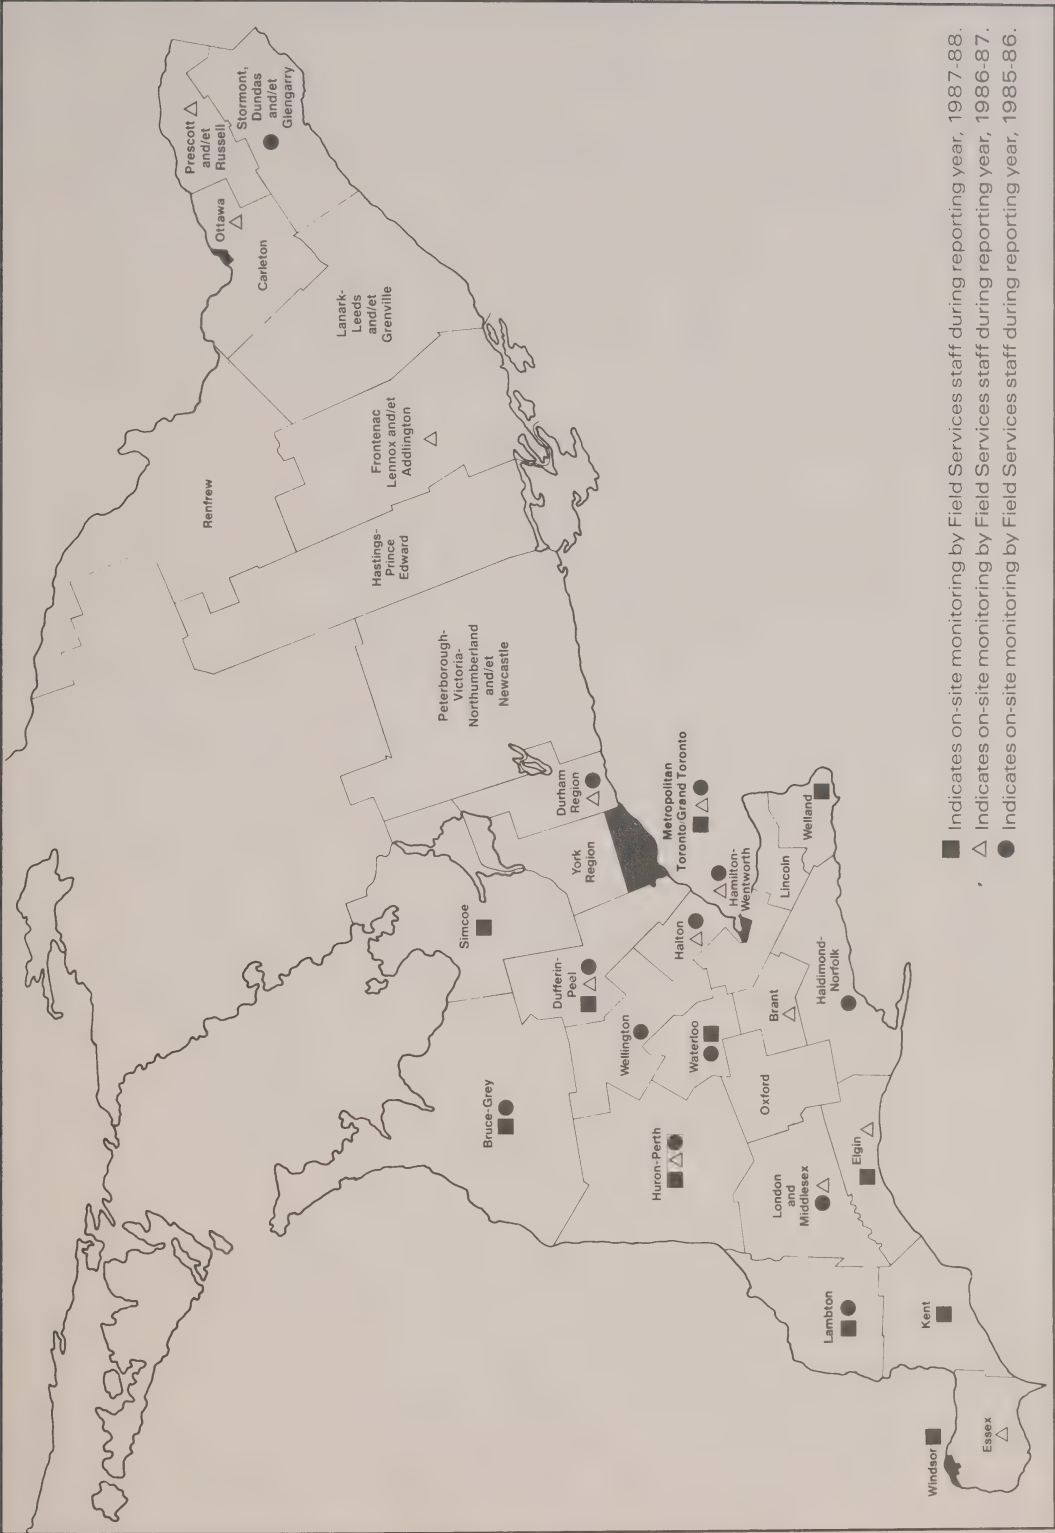 Prescott
and/et
Russell
Stormont,
Dundas
and/et
Glengarry
Ottawa
Carleton
Lanark-
Leeds
and/et
Grenville
Renfrew
Frontenac
Lennox and/et
Addlington
Hastings-
Prince
Edward
Peterborough-
Victoria-
Northumberland
and/et
Newcastle
Durham
Region
York
Region
Metropolitan
Toronto/Grand Toronto
Simcoe
Dufferin-
Peel
Halton
Hamilton-
Wentworth
Lincoln
Welland
Haldimond-
Norfolk
Brant
Wellington
Waterloo
Oxford
Bruce-Grey
Huron-Perth
London
and
Middlesex
Elgin
Lambton
Kent
Windsor
Essex
Indicates on-site monitoring by Field Services staff during reporting year, 1987-88.
Indicates on-site monitoring by Field Services staff during reporting year, 1986-87.
Indicates on-site monitoring by Field Services staff during reporting year, 1985-86.